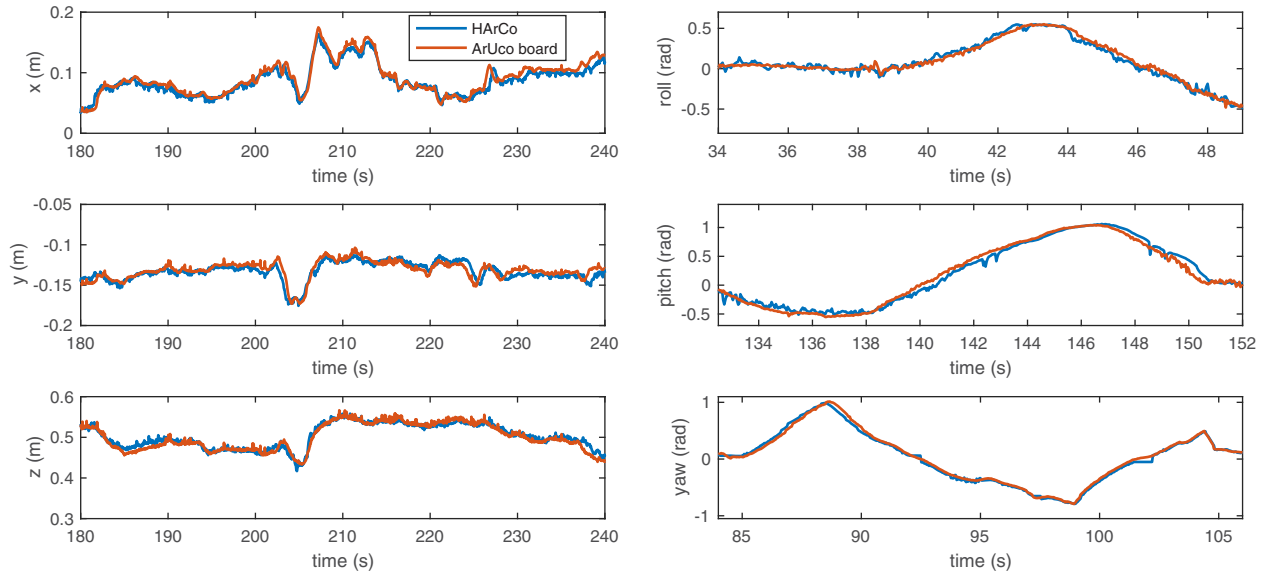 HArCo
ArUco board
x (m)
0.2
0.1
0
180 190 200 210 220 230 240
time (s)
roll (rad)
0.5
0
-0.5
34 36 38 40 42 44 46 48
time (s)
y (m)
-0.05
-0.1
-0.15
-0.2
180 190 200 210 220 230 240
time (s)
pitch (rad)
1
0.5
0
-0.5
134 136 138 140 142 144 146 148 150 152
time (s)
z (m)
0.6
0.5
0.4
0.3
180 190 200 210 220 230 240
time (s)
yaw (rad)
1
0
-1
85 90 95 100 105
time (s)